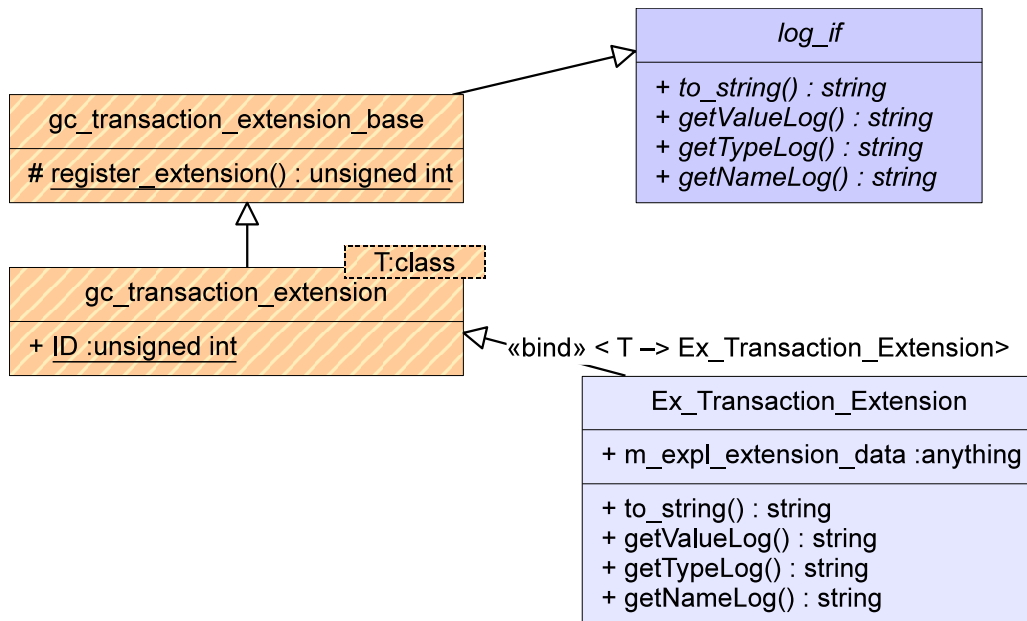 log_if
+ to_string() : string
+ getValueLog() : string
+ getTypeLog() : string
+ getNameLog() : string
gc_transaction_extension_base
# register_extension() : unsigned int
T:class
gc_transaction_extension
+ ID :unsigned int
«bind» < T –> Ex_Transaction_Extension>
Ex_Transaction_Extension
+ m_expl_extension_data :anything
+ to_string() : string
+ getValueLog() : string
+ getTypeLog() : string
+ getNameLog() : string